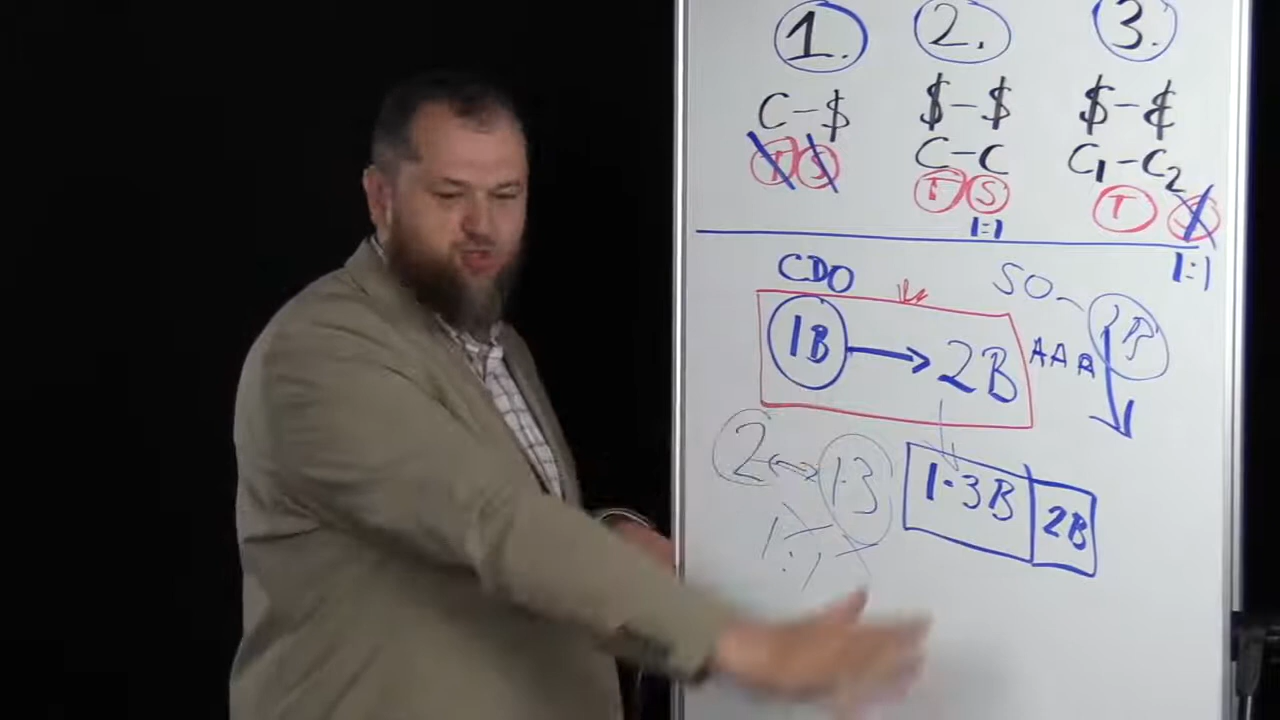 1. 2. 3.
C-$ $-$ $-¢
C-C C1-C2
T S T S T S
1:1
1:1
CDO SO
1B → 2B AAA
2 ↔ 1.3 1.3B 2B